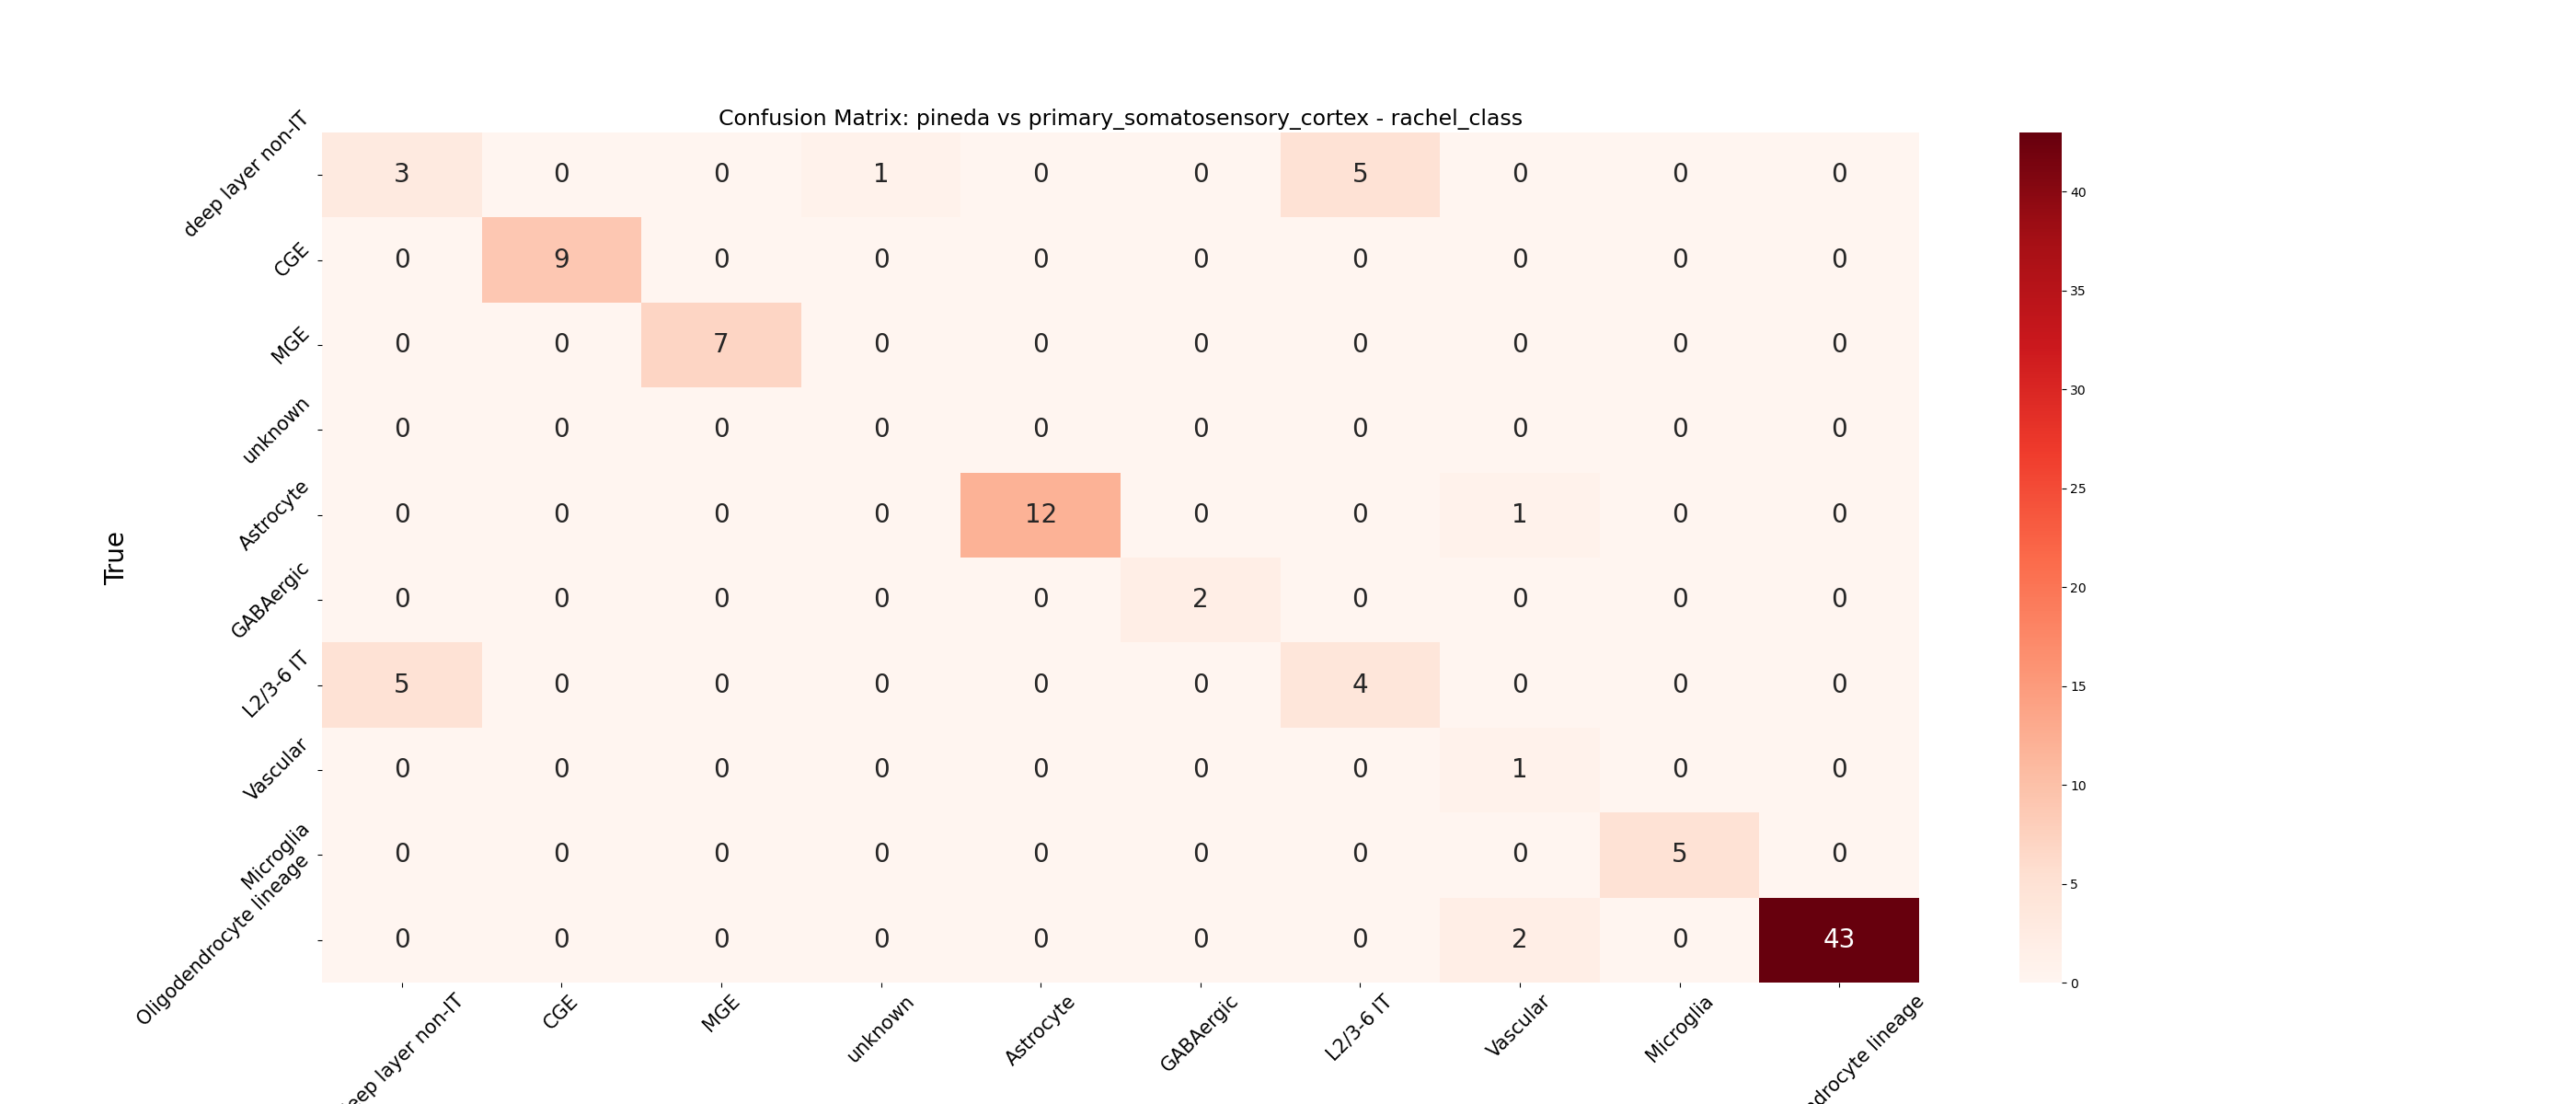 Confusion Matrix: pineda vs primary_somatosensory_cortex - rachel_class
True
deep layer non-IT 3 0 0 1 0 0 5 0 0 0
CGE 0 9 0 0 0 0 0 0 0 0
MGE 0 0 7 0 0 0 0 0 0 0
unknown 0 0 0 0 0 0 0 0 0 0
Astrocyte 0 0 0 0 12 0 0 1 0 0
GABAergic 0 0 0 0 0 2 0 0 0 0
L2/3-6 IT 5 0 0 0 0 0 4 0 0 0
Vascular 0 0 0 0 0 0 0 1 0 0
Microglia 0 0 0 0 0 0 0 0 5 0
Oligodendrocyte lineage 0 0 0 0 0 0 0 2 0 43
eep layer non-IT CGE MGE unknown Astrocyte GABAergic L2/3-6 IT Vascular Microglia drocyte lineage
40
35
30
25
20
15
10
5
0